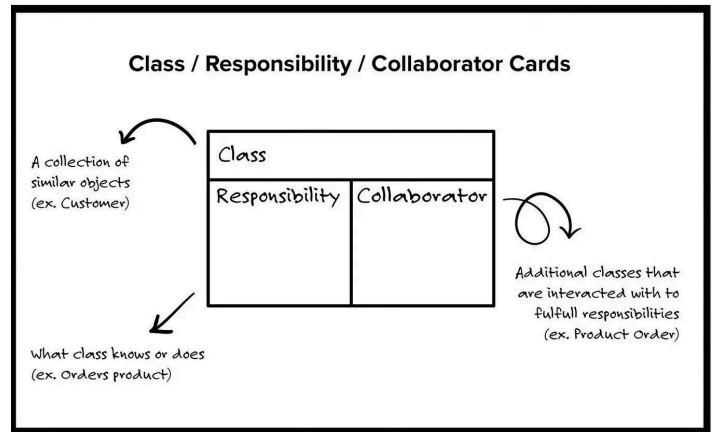 Class / Responsibility / Collaborator Cards
A collection of
similar objects
(ex. Customer)
Class
Responsibility
Collaborator
Additional classes that
are interacted with to
fulfull responsibilities
(ex. Product Order)
What class knows or does
(ex. Orders product)